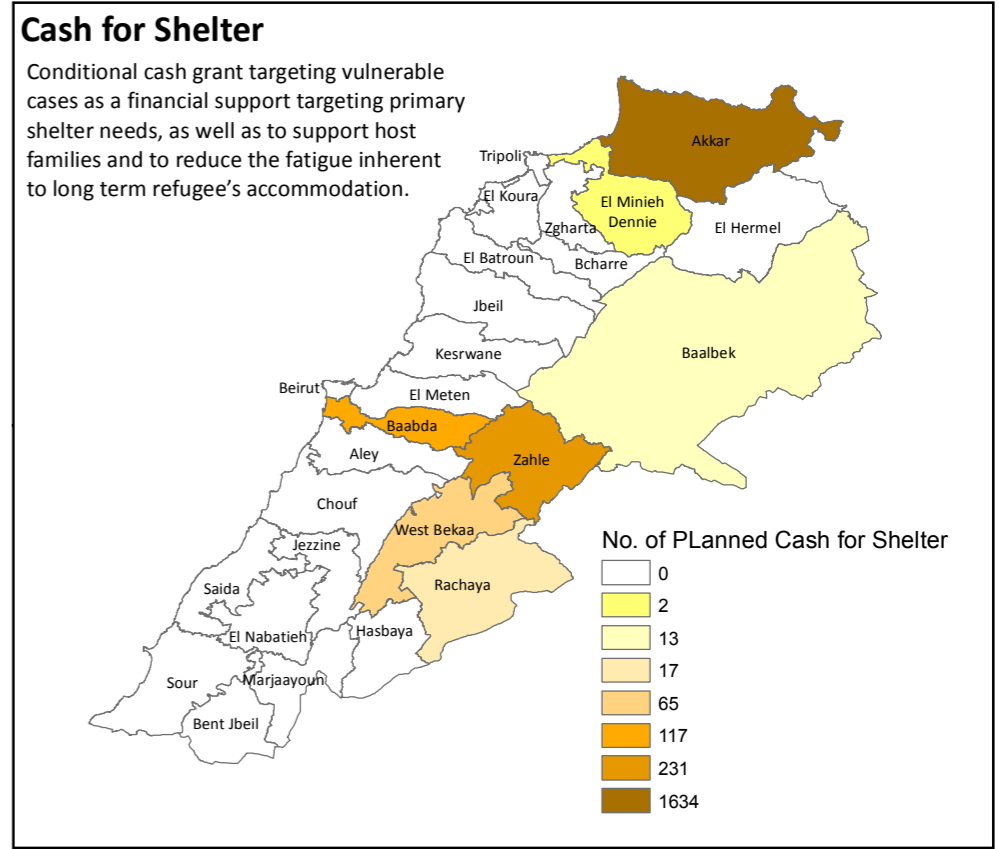 Cash for Shelter
Conditional cash grant targeting vulnerable
cases as a financial support targeting primary
shelter needs, as well as to support host
families and to reduce the fatigue inherent
to long term refugee’s accommodation.
Akkar
Tripoli
El Koura
El Minieh
Dennie
Zgharta
El Hermel
El Batroun
Bcharre
Jbeil
Kesrwane
Baalbek
Beirut
El Meten
Baabda
Aley
Zahle
Chouf
West Bekaa
Jezzine
Rachaya
Saida
Hasbaya
El Nabatieh
Sour
Marjaayoun
Bent Jbeil
No. of PLanned Cash for Shelter
0
2
13
17
65
117
231
1634